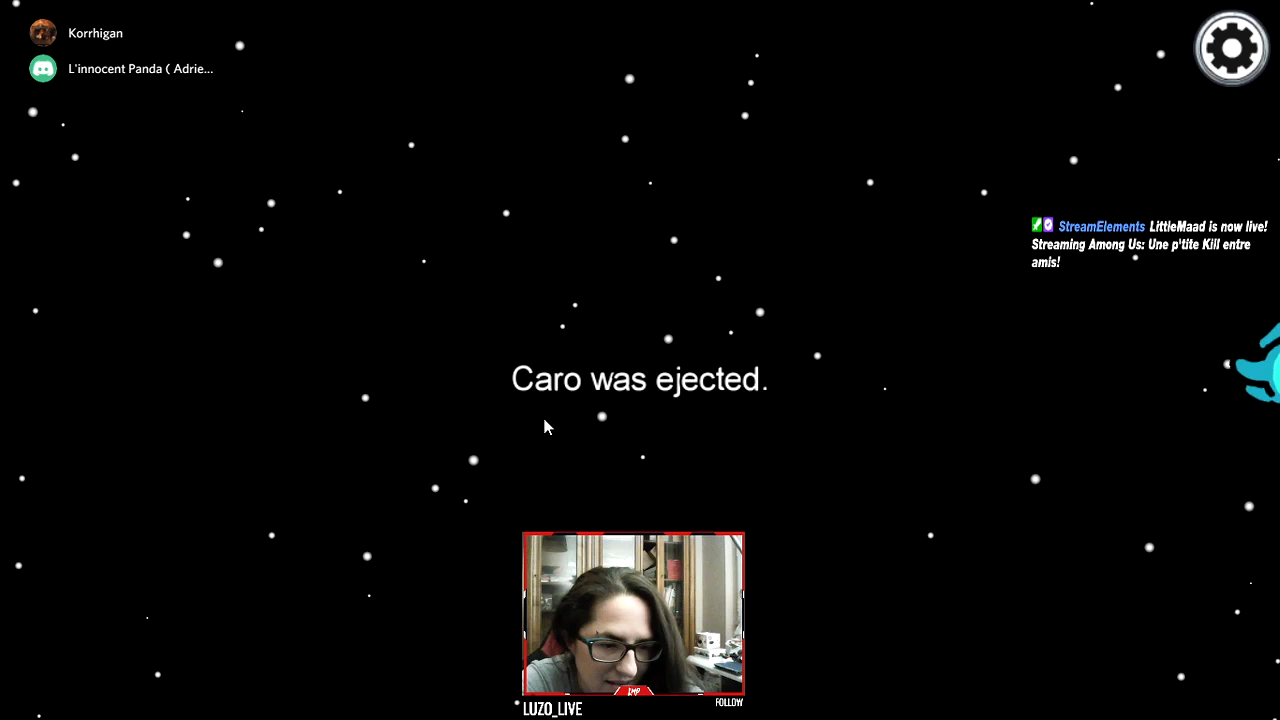 Korrhigan
L'innocent Panda ( Adrie...
StreamElements LittleMaad is now live!
Streaming Among Us: Une p'tite Kill entre
amis!
Caro was ejected.
LUZO_LIVE
FOLLOW